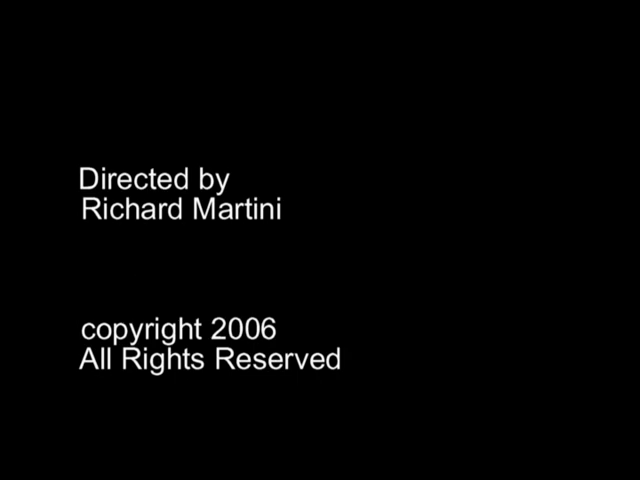 Directed by
Richard Martini
copyright 2006
All Rights Reserved